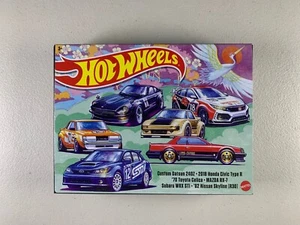 HOT WHEELS
Custom Datsun 240Z • 2018 Honda Civic Type R
'70 Toyota Celica • MAZDA RX-7
Subaru WRX STI • '82 Nissan Skyline (R30)
MATTEL